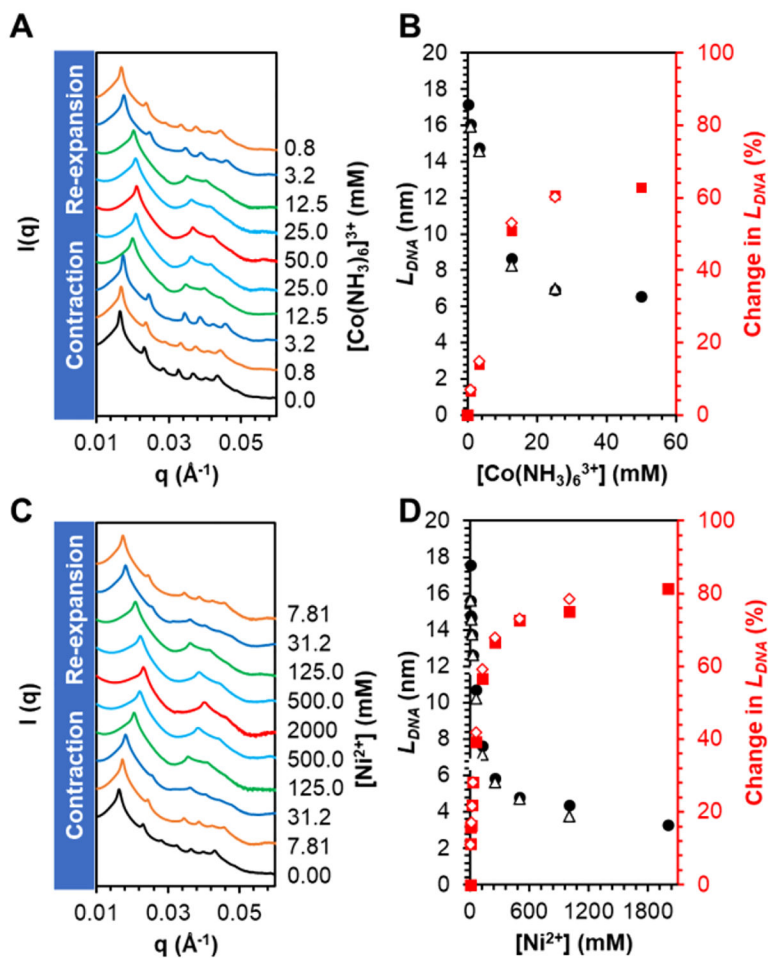 A
Re-expansion
Contraction
I(q)
0.8
3.2
12.5
25.0
50.0
25.0
12.5
3.2
0.8
0.0
[Co(NH3)6]3+ (mM)
0.01 0.03 0.05
q (Å-1)
B
20
18
16
14
12
10
8
6
4
2
0
LDNA (nm)
100
80
60
40
20
0
Change in LDNA (%)
0 20 40 60
[Co(NH3)63+] (mM)
C
Re-expansion
Contraction
I (q)
7.81
31.2
125.0
500.0
2000
500.0
125.0
31.2
7.81
0.00
[Ni2+] (mM)
0.01 0.03 0.05
q (Å-1)
D
20
18
16
14
12
10
8
6
4
2
0
LDNA (nm)
100
80
60
40
20
0
Change in LDNA (%)
0 600 1200 1800
[Ni2+] (mM)